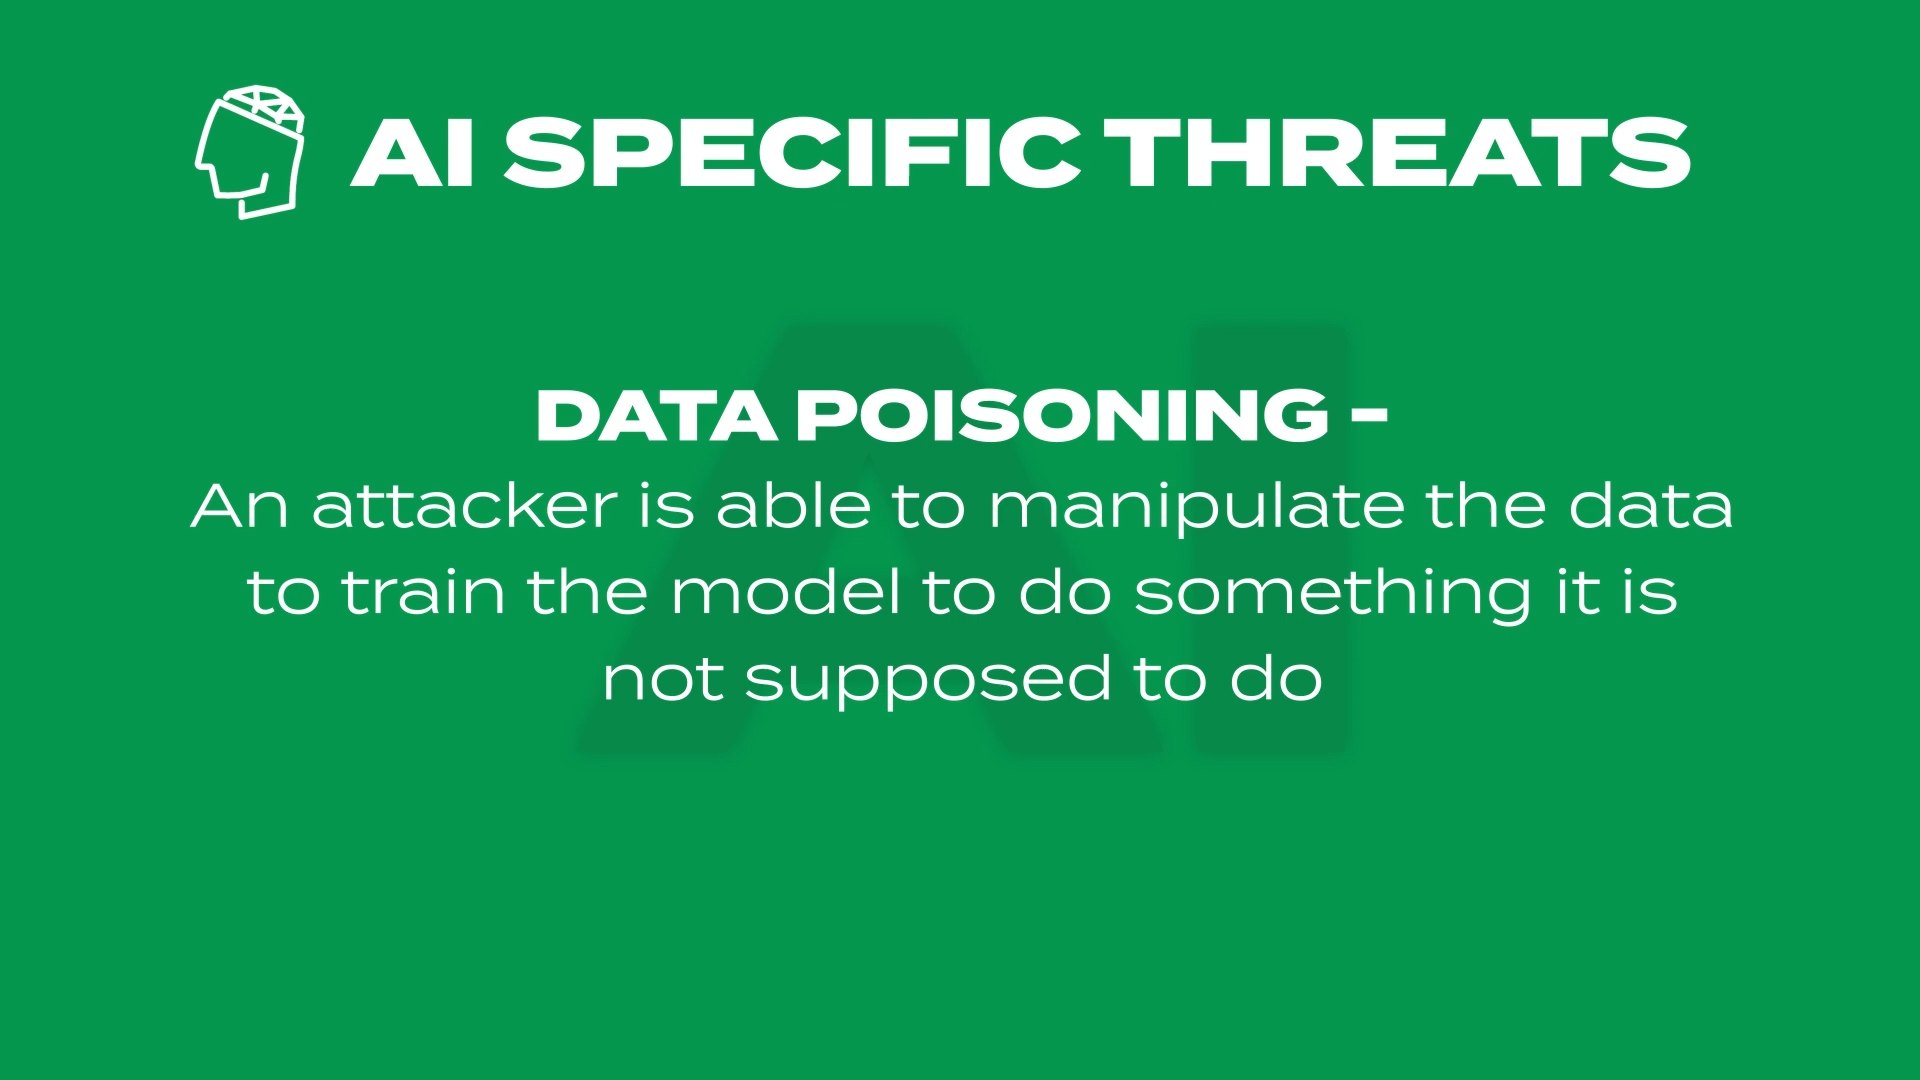 AI SPECIFIC THREATS
AI
DATA POISONING -
An attacker is able to manipulate the data
to train the model to do something it is
not supposed to do